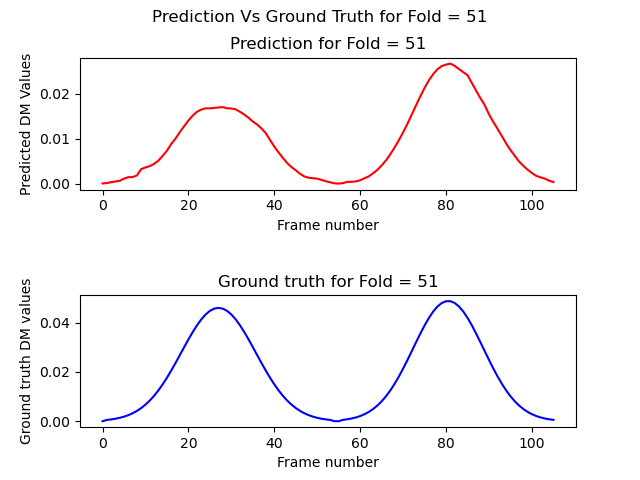 Prediction Vs Ground Truth for Fold = 51
Prediction for Fold = 51
Predicted DM Values
0.02
0.01
0.00
0 20 40 60 80 100
Frame number
Ground truth for Fold = 51
Ground truth DM values
0.04
0.02
0.00
0 20 40 60 80 100
Frame number